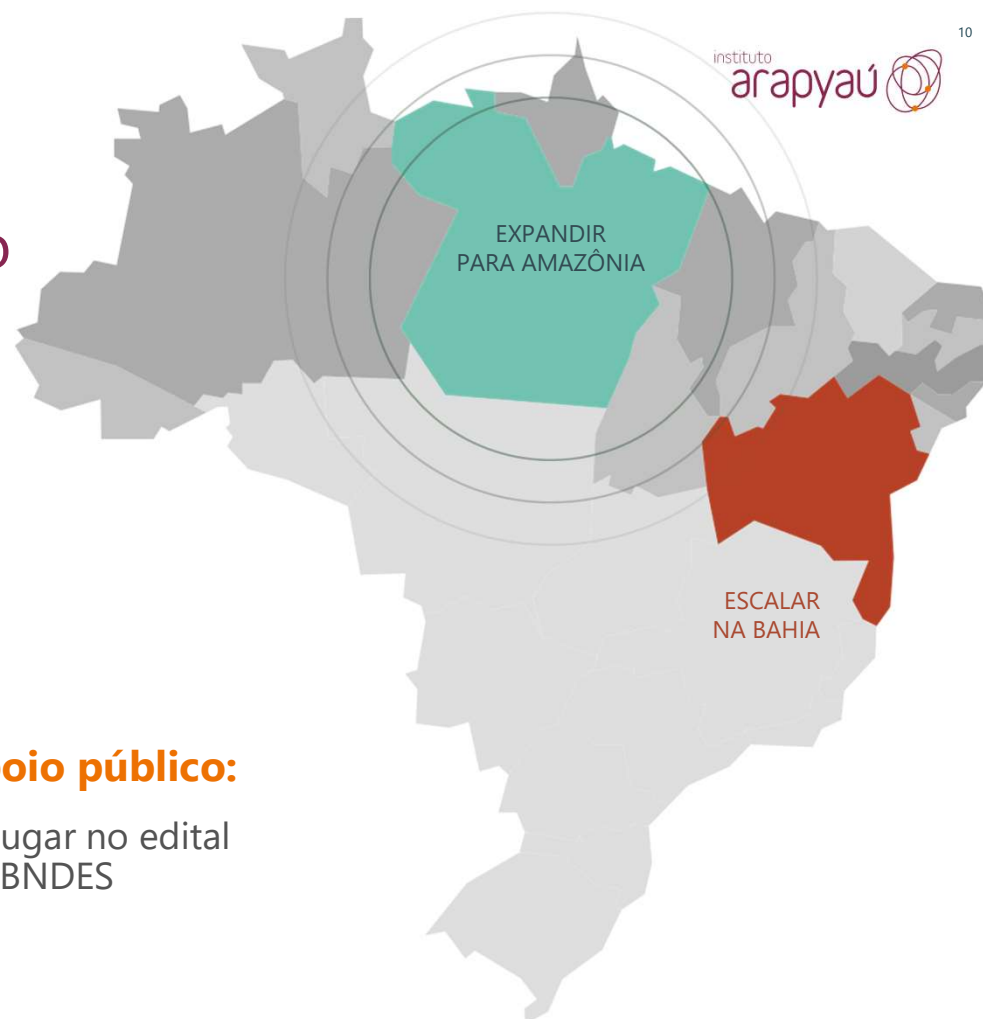 10
instituto
arapyaú
O
EXPANDIR
PARA AMAZÔNIA
ESCALAR
NA BAHIA
oio público:
ugar no edital
BNDES